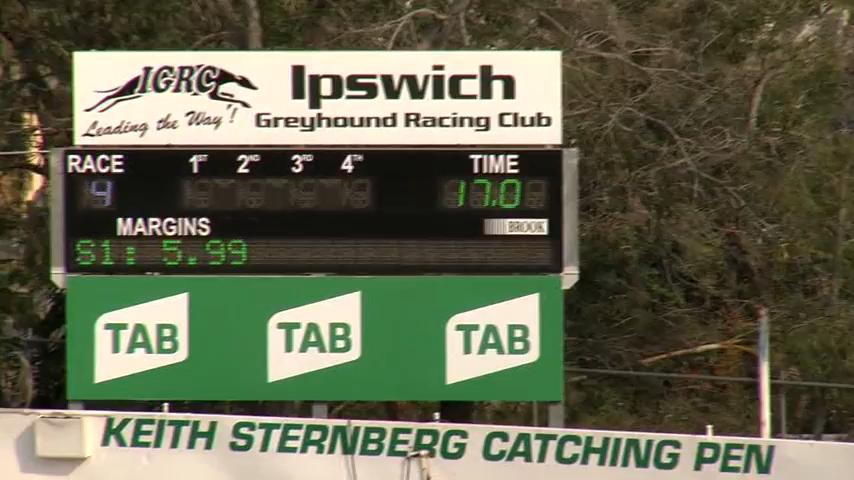 IGRC
Leading the Way!
Ipswich
Greyhound Racing Club
RACE 1ST 2ND 3RD 4TH TIME
4 17.0
MARGINS BROOK
S1: 5.99
TAB TAB TAB
KEITH STERNBERG CATCHING PEN